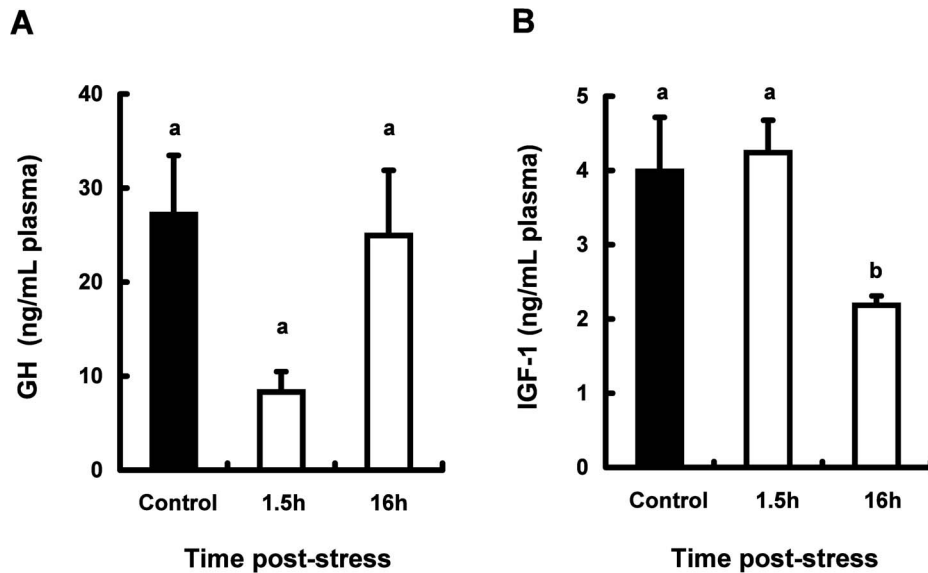 A
GH (ng/mL plasma)
40
30
20
10
0
a
a
a
Control 1.5h 16h
Time post-stress
B
IGF-1 (ng/mL plasma)
5
4
3
2
1
0
a
a
b
Control 1.5h 16h
Time post-stress